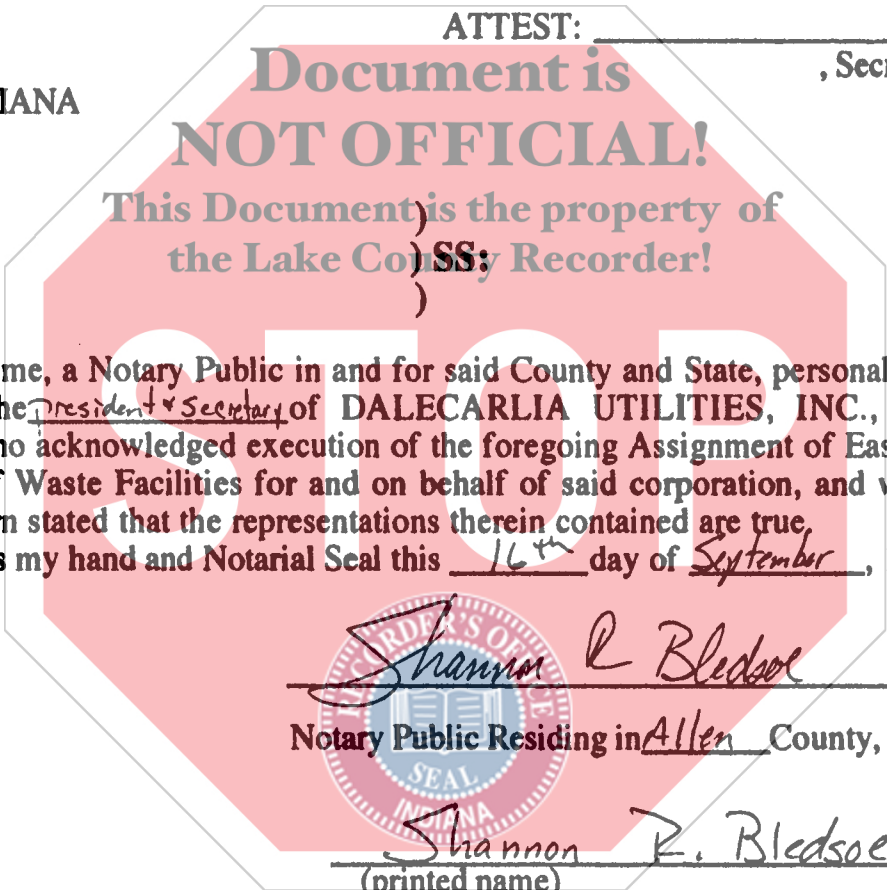 ATTEST:
, Secr
IANA
Document is
NOT OFFICIAL!
This Document is the property of
the Lake County Recorder!
)
) SS:
)
STOP
me, a Notary Public in and for said County and State, personal
he President & Secretary of DALECARLIA UTILITIES, INC.,
no acknowledged execution of the foregoing Assignment of Eas
f Waste Facilities for and on behalf of said corporation, and w
n stated that the representations therein contained are true.
s my hand and Notarial Seal this 16th day of September,
Shannon R Bledsoe
RECORDER'S OFFICE
SEAL
INDIANA
Notary Public Residing in Allen County,
Shannon R. Bledsoe
(printed name)